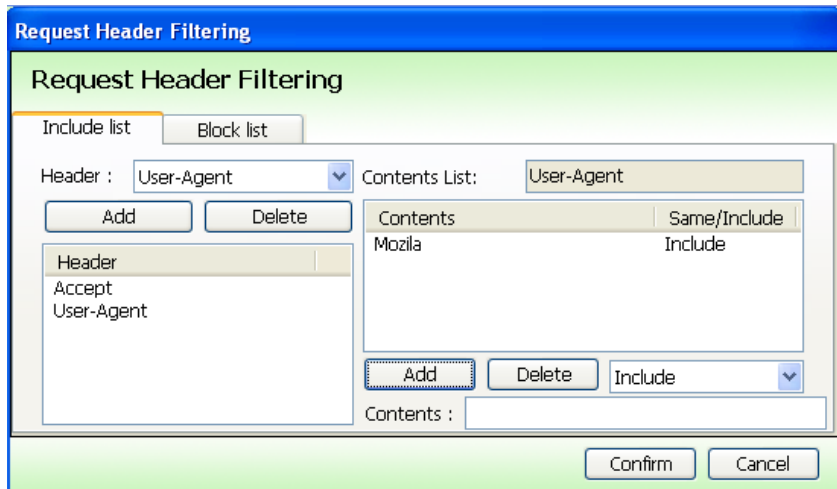 Request Header Filtering
Request Header Filtering
Include list Block list
Header : User-Agent Contents List: User-Agent
Add Delete
Contents Same/Include
Mozila Include
Header
Accept
User-Agent
Add Delete Include
Contents :
Confirm Cancel